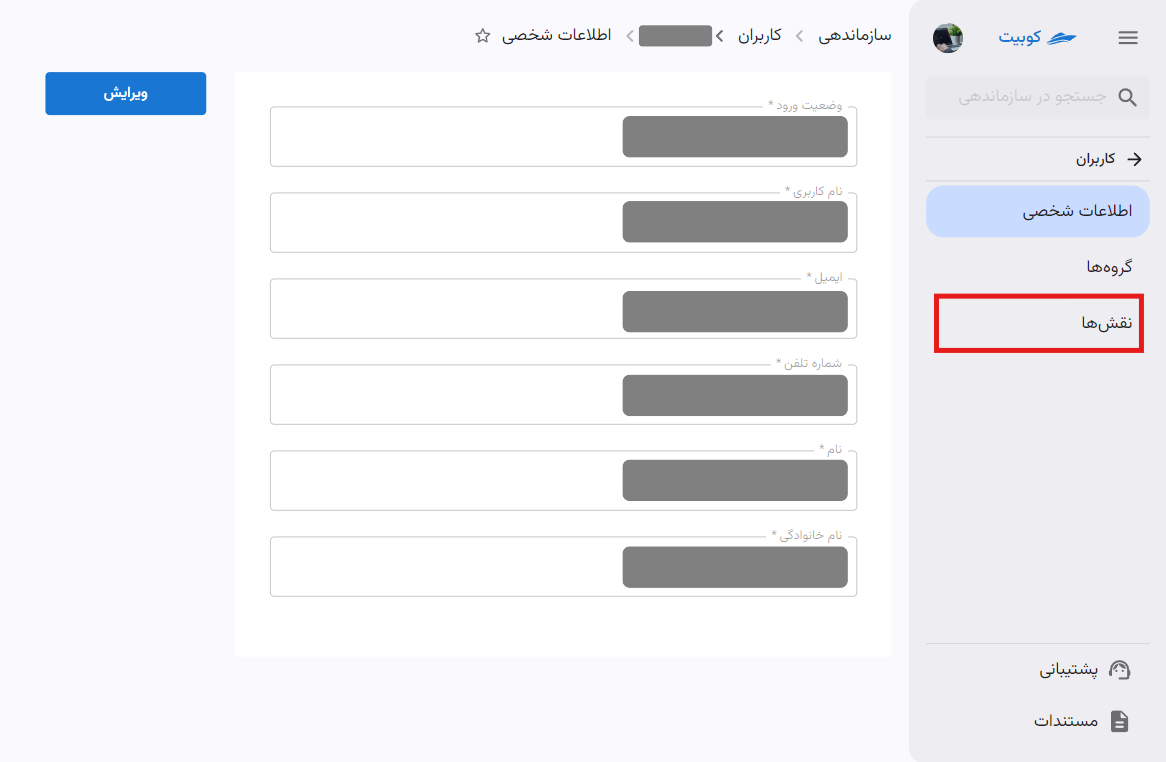 کوبیت
جستجو در سازماندهی
کاربران
اطلاعات شخصی
گروه‌ها
نقش‌ها
پشتیبانی
مستندات
سازماندهی
کاربران
اطلاعات شخصی
وضعیت ورود *
نام کاربری *
ایمیل *
شماره تلفن *
نام *
نام خانوادگی *
ویرایش